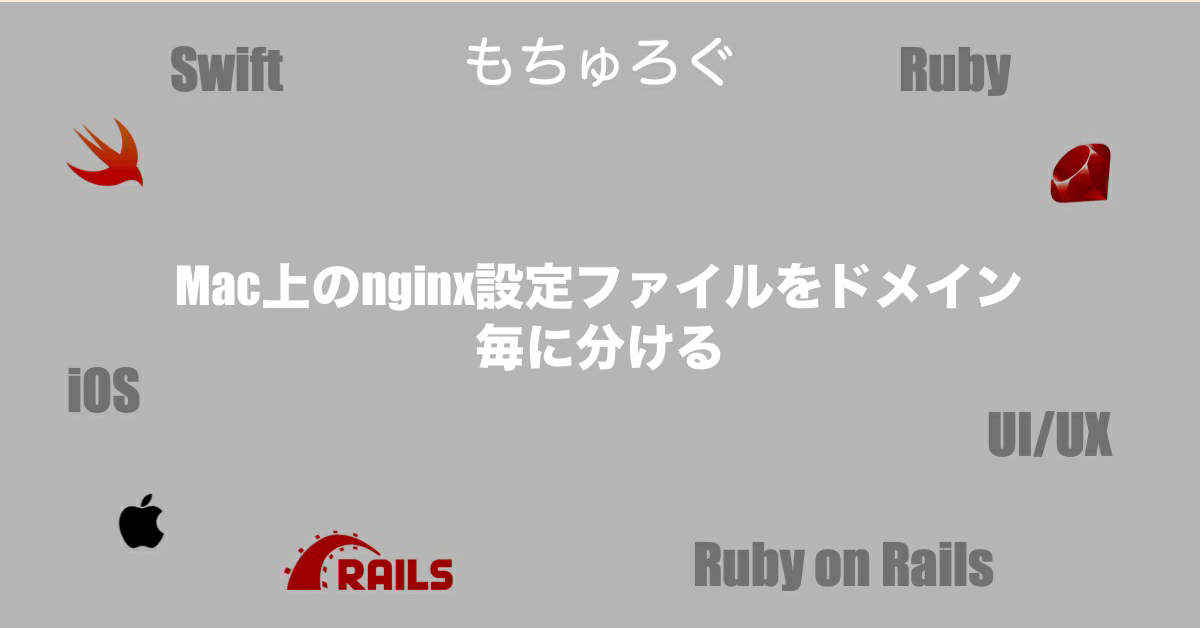 Swift
もちゅろぐ
Ruby
Mac上のnginx設定ファイルをドメイン
毎に分ける
iOS
UI/UX
RAILS
Ruby on Rails